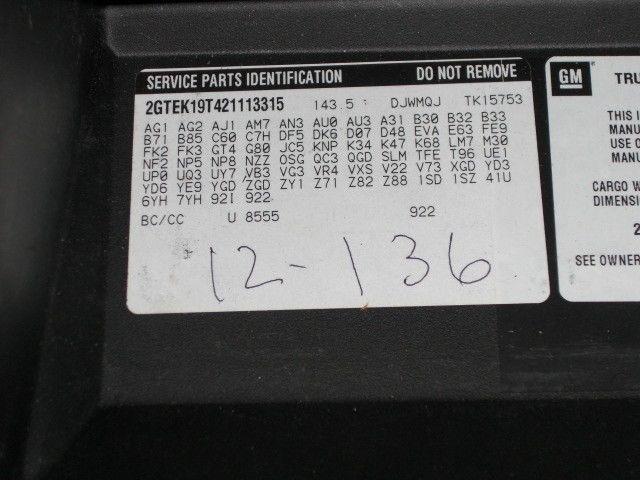 SERVICE PARTS IDENTIFICATION DO NOT REMOVE
2GTEK19T421113315 143.5 : DJWMQJ TK15753
AG1 AG2 AJ1 AM7 AN3 AU0 AU3 A31 B30 B32 B33
B71 B85 C60 C7H DF5 DK6 D07 D48 EVA E63 FE9
FK2 FK3 GT4 G80 JC5 KNP K34 K47 K68 LM7 M30
NF2 NP5 NP8 NZZ OSG QC3 QGD SLM TFE T96 UE1
UP0 UQ3 UY7 VB3 VG3 VR4 VXS V22 V73 XGD YD3
YD6 YE9 YGD ZGD ZY1 Z71 Z82 Z88 1SD 1SZ 41U
6YH 7YH 92I 922
BC/CC U 8555 922
12-136
GM TRU
THIS I
MANU
USE O
MANU
CARGO W
DIMENSION
2
SEE OWNER